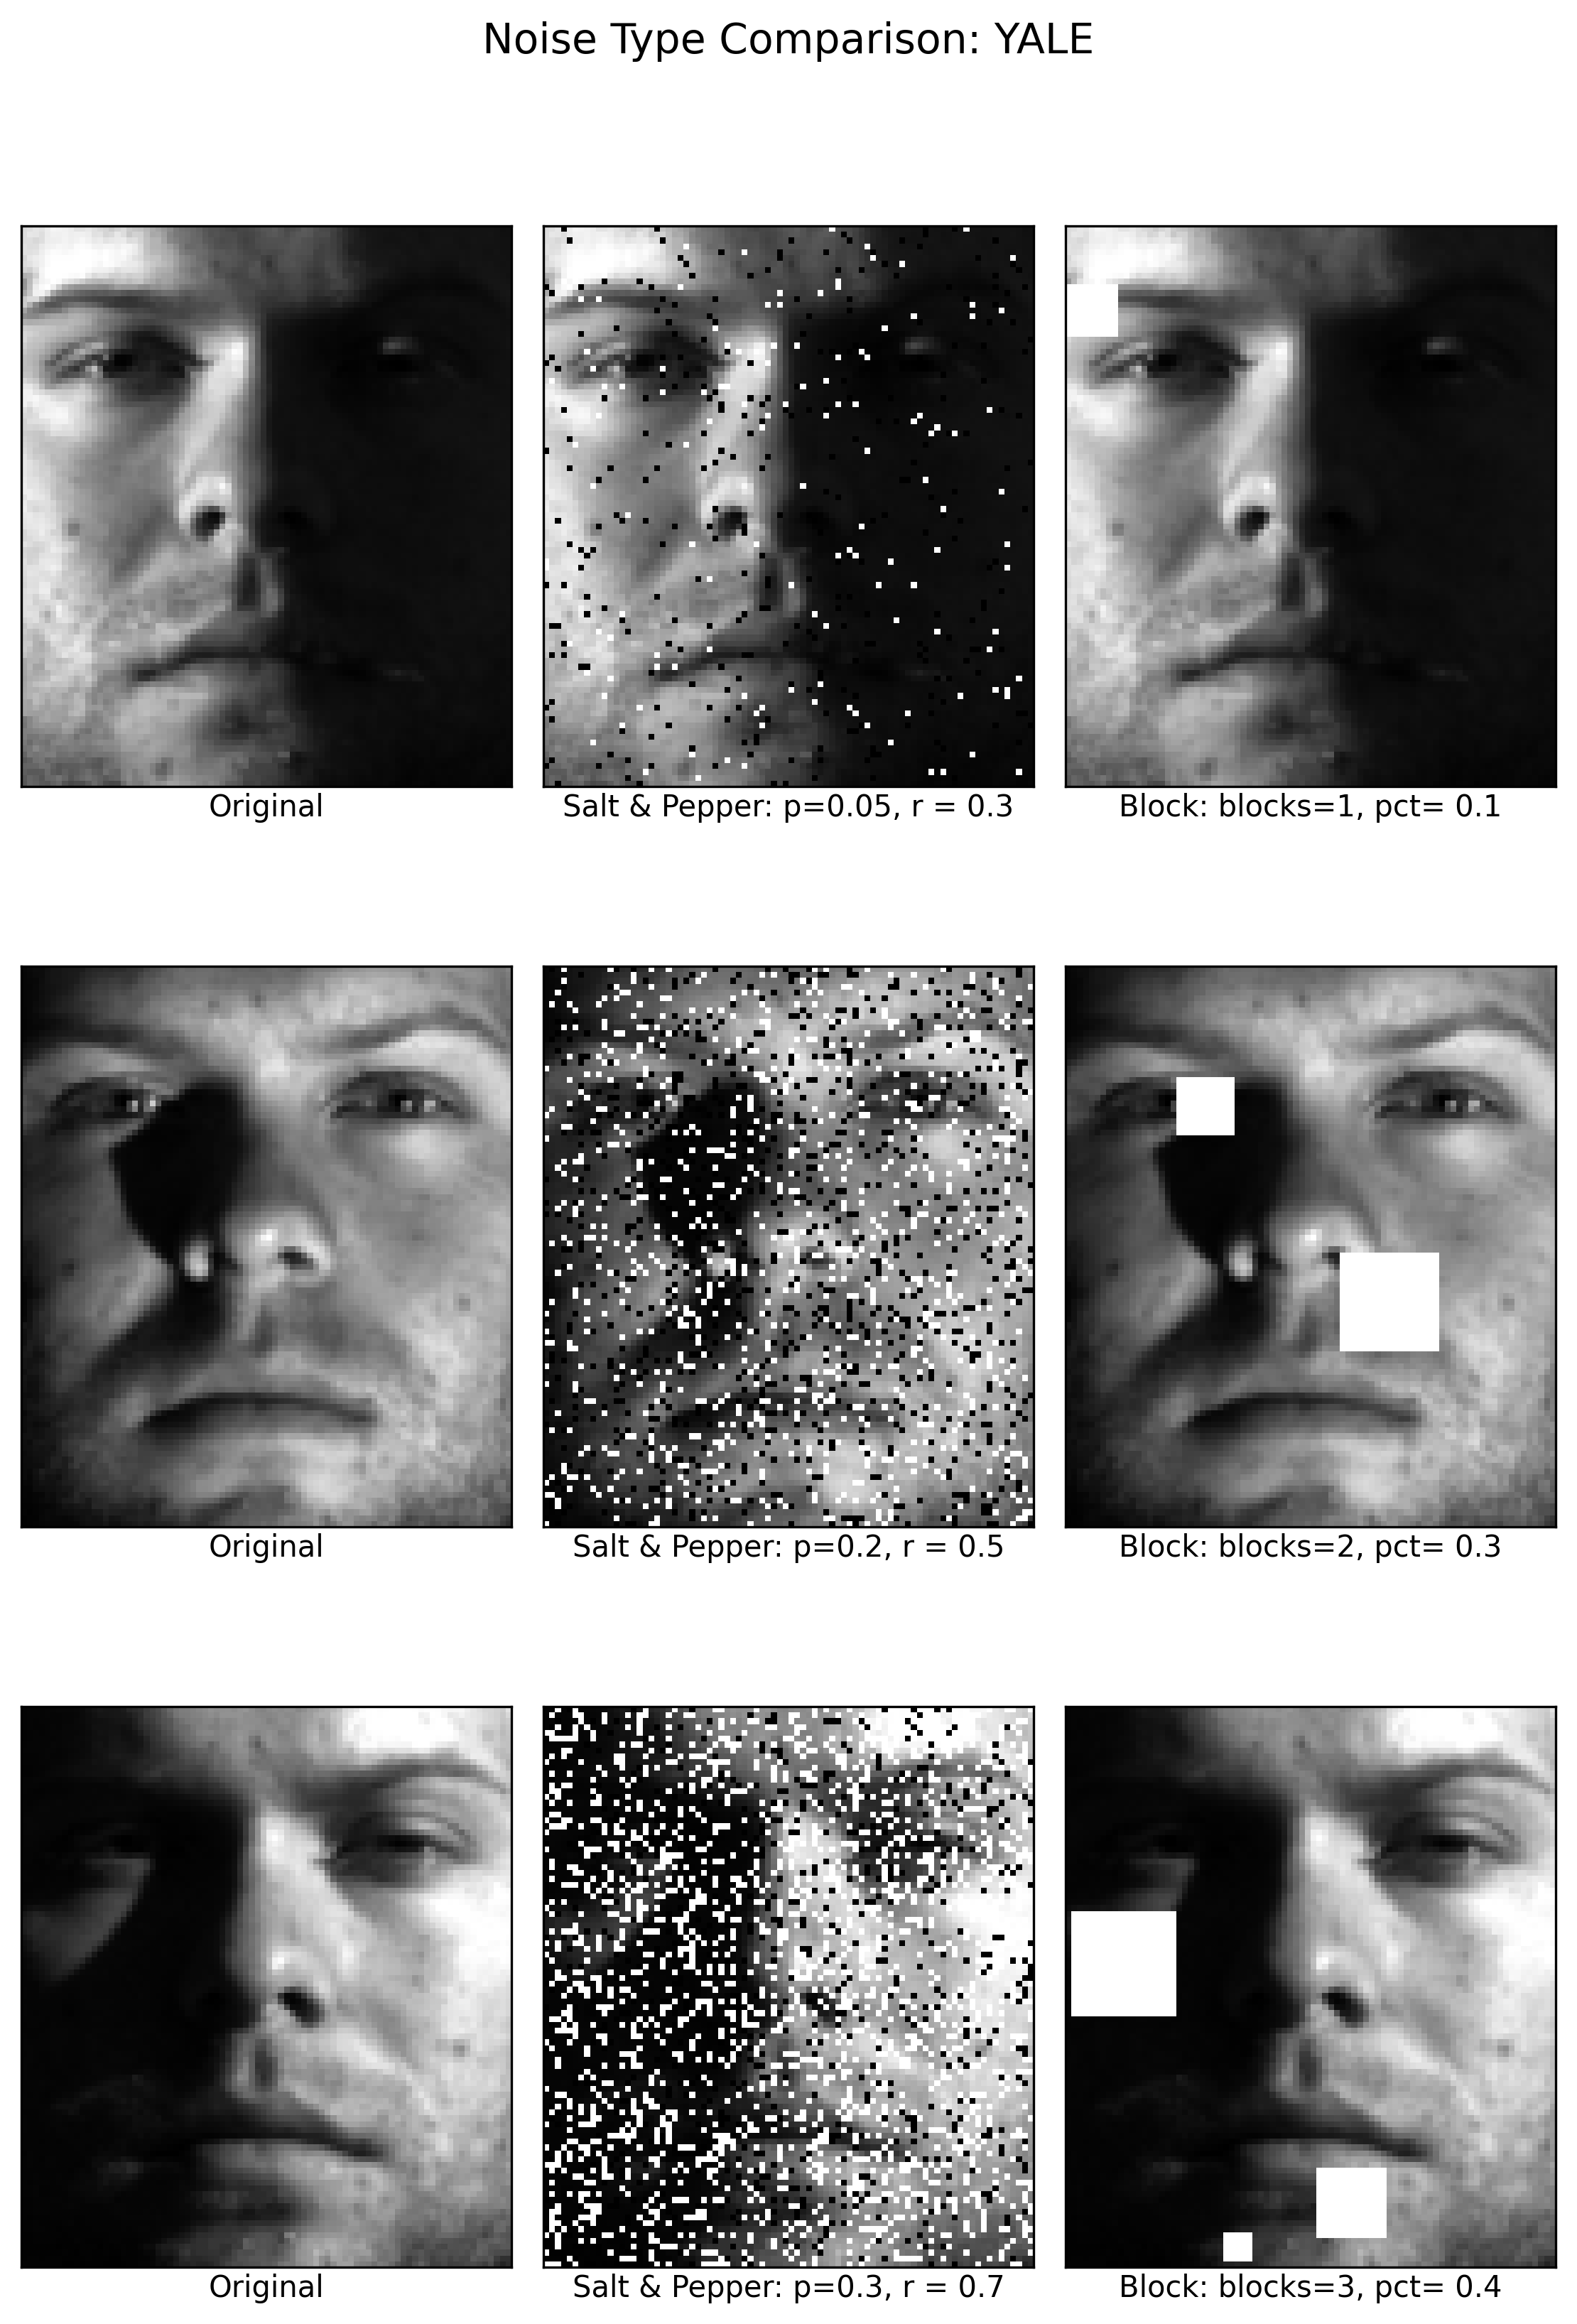 Noise Type Comparison: YALE
Original
Salt & Pepper: p=0.05, r = 0.3
Block: blocks=1, pct= 0.1
Original
Salt & Pepper: p=0.2, r = 0.5
Block: blocks=2, pct= 0.3
Original
Salt & Pepper: p=0.3, r = 0.7
Block: blocks=3, pct= 0.4